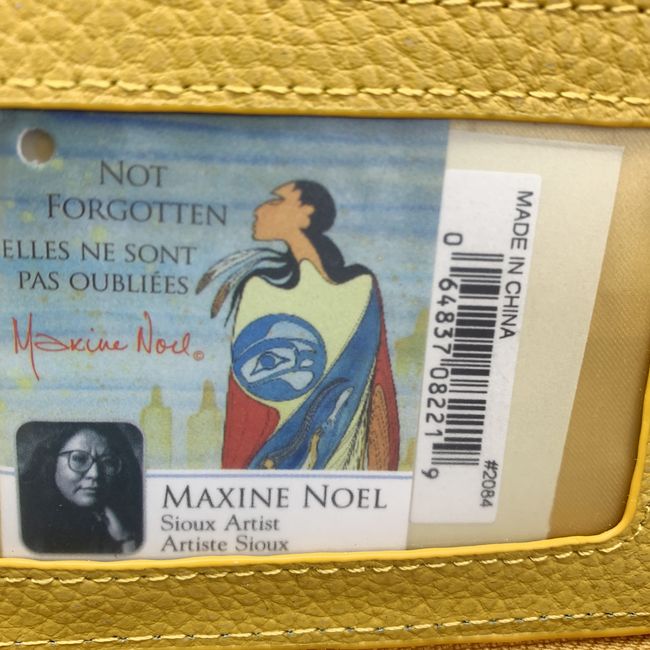 NOT
FORGOTTEN
ELLES NE SONT
PAS OUBLIÉES
Maxine Noel ©
MAXINE NOEL
Sioux Artist
Artiste Sioux
MADE IN CHINA
0 64837 08221 9
#2084